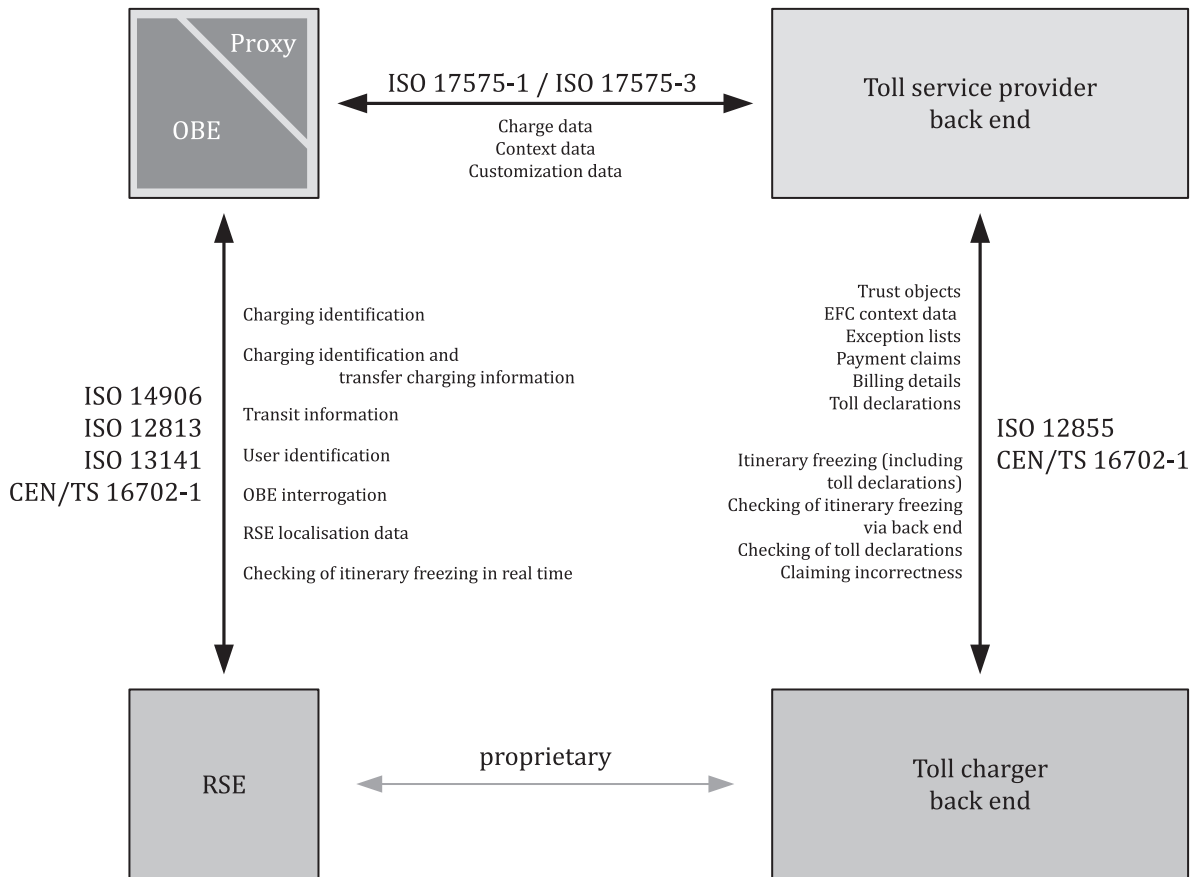 Proxy
OBE
ISO 17575-1 / ISO 17575-3
Charge data
Context data
Customization data
Toll service provider
back end
ISO 14906
ISO 12813
ISO 13141
CEN/TS 16702-1
Charging identification
Charging identification and
transfer charging information
Transit information
User identification
OBE interrogation
RSE localisation data
Checking of itinerary freezing in real time
Trust objects
EFC context data
Exception lists
Payment claims
Billing details
Toll declarations
Itinerary freezing (including
toll declarations)
Checking of itinerary freezing
via back end
Checking of toll declarations
Claiming incorrectness
ISO 12855
CEN/TS 16702-1
RSE
proprietary
Toll charger
back end